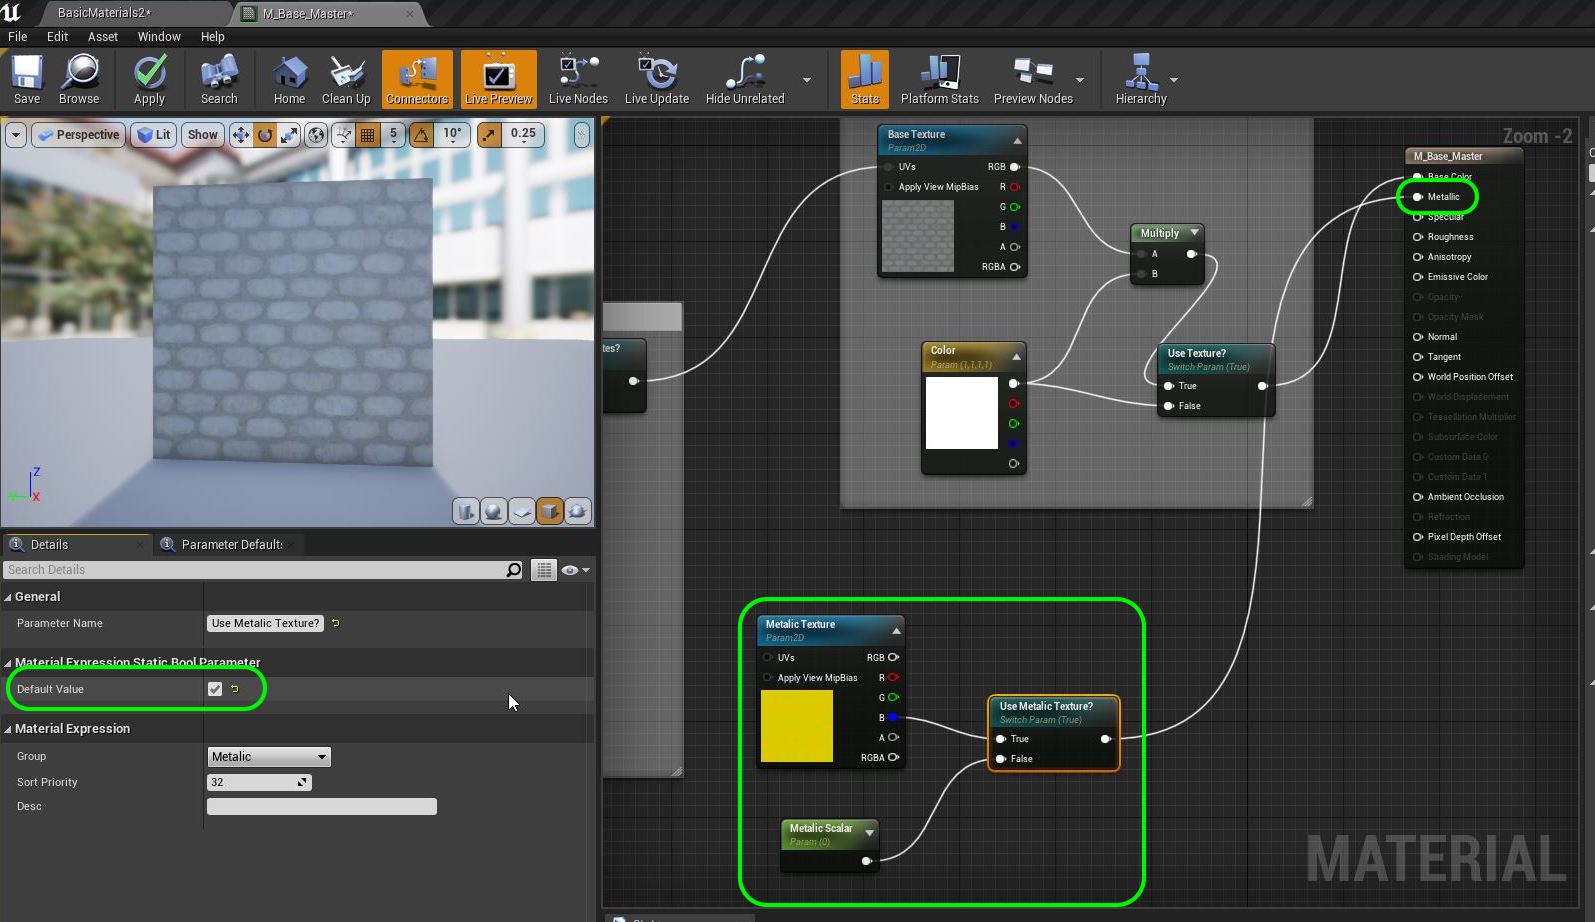 BasicMaterials2*
M_Base_Master*
File Edit Asset Window Help
Save Browse Apply Search Home Clean Up Connectors Live Preview Live Nodes Live Update Hide Unrelated Stats Platform Stats Preview Nodes Hierarchy
Perspective Lit Show 5 10° 0.25
Z
X
Details
Parameter Default
Search Details
General
Parameter Name Use Metalic Texture?
Material Expression Static Bool Parameter
Default Value
Material Expression
Group Metalic
Sort Priority 32
Desc
Zoom -2
Base Texture
Param2D
UVs RGB
Apply View MipBias R
G
B
A
RGBA
Multiply
A
B
Color
Param (1,1,1,1)
Use Texture?
Switch Param (True)
True
False
tes?
M_Base_Master
Base Color
Metallic
Specular
Roughness
Anisotropy
Emissive Color
Opacity
Opacity Mask
Normal
Tangent
World Position Offset
World Displacement
Tessellation Multiplier
Subsurface Color
Custom Data 0
Custom Data 1
Ambient Occlusion
Refraction
Pixel Depth Offset
Shading Model
Metalic Texture
Param2D
UVs RGB
Apply View MipBias R
G
B
A
RGBA
Use Metalic Texture?
Switch Param (True)
True
False
Metalic Scalar
Param (0)
MATERIAL